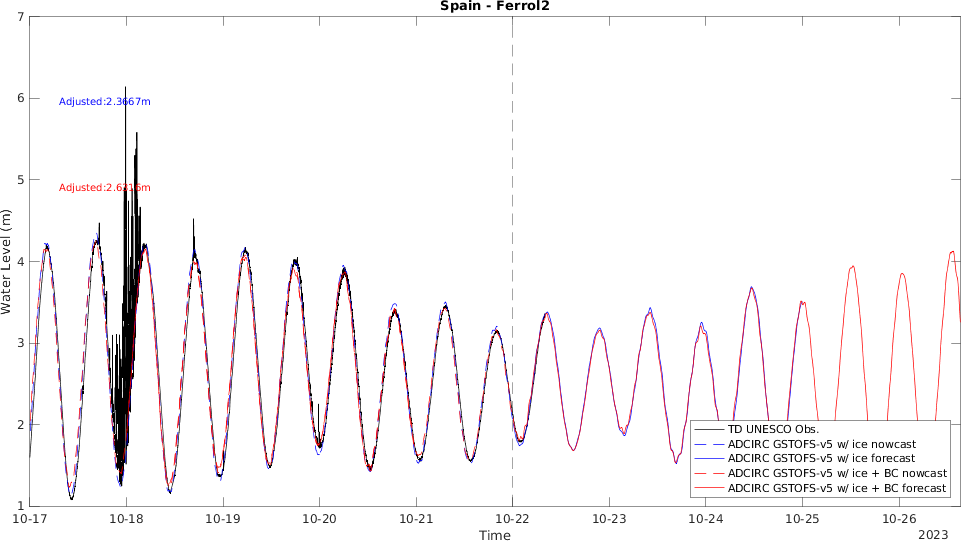 Spain - Ferrol2
7
6
5
4
3
2
1
Water Level (m)
Adjusted:2.3667m
TD UNESCO Obs.
ADCIRC GSTOFS-v5 w/ ice nowcast
ADCIRC GSTOFS-v5 w/ ice forecast
ADCIRC GSTOFS-v5 w/ ice + BC nowcast
ADCIRC GSTOFS-v5 w/ ice + BC forecast
10-17
10-18
10-19
10-20
10-21
10-22
10-23
10-24
10-25
10-26
Time
2023